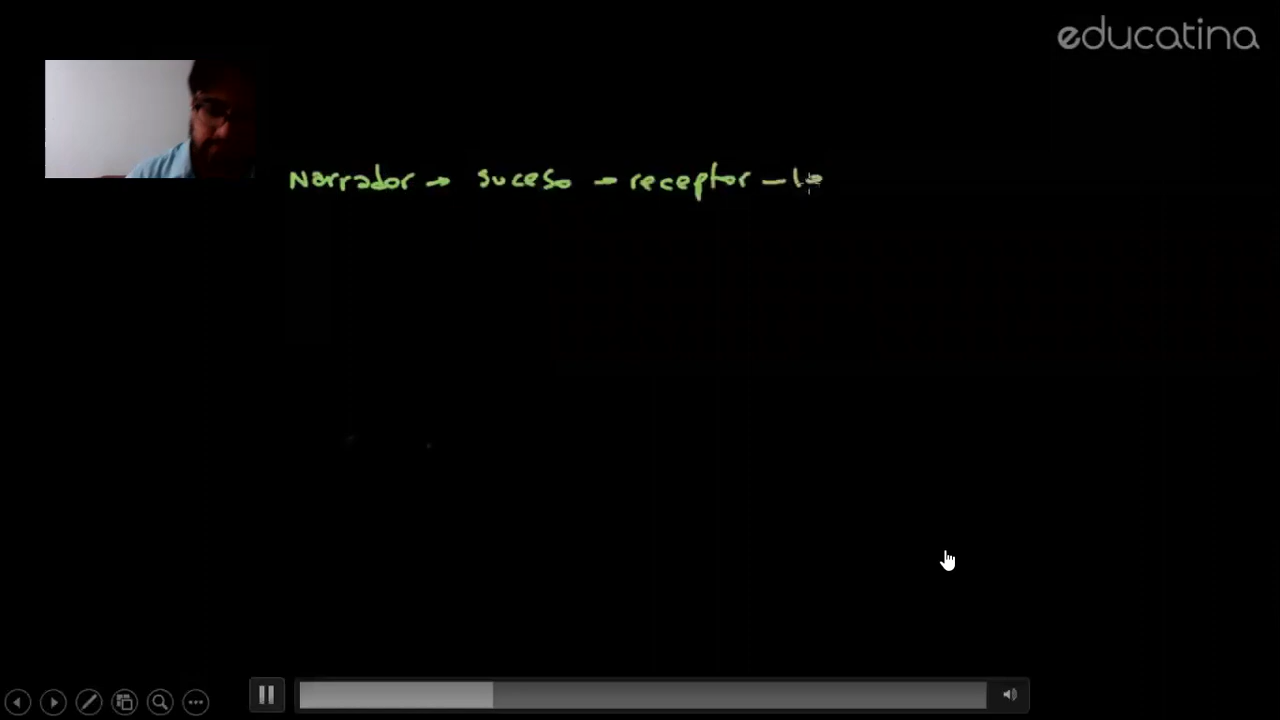 educatina
Narrador → suceso → receptor –